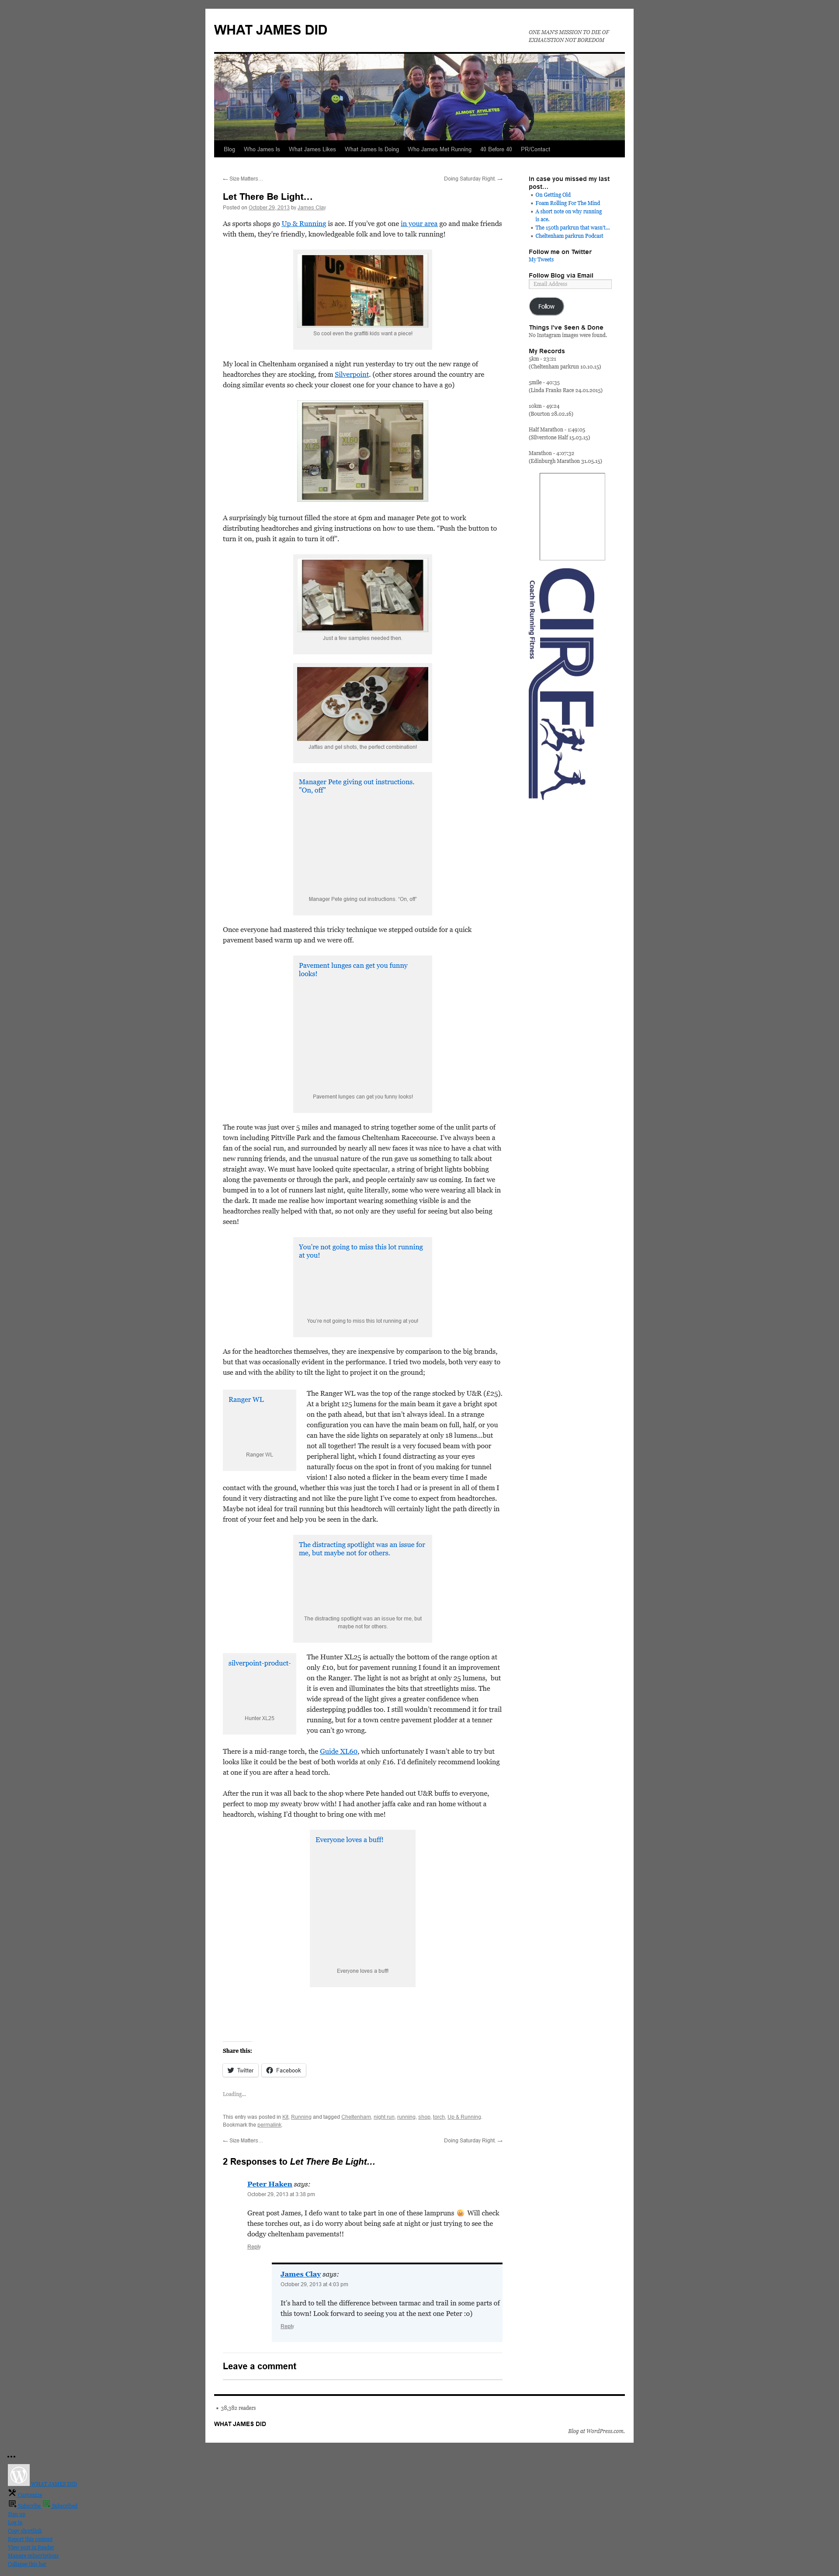 WHAT JAMES DID
ONE MAN'S MISSION TO DIE OF
EXHAUSTION NOT BOREDOM
Blog Who James Is What James Likes What James Is Doing Who James Met Running 40 Before 40 PR/Contact
← Size Matters…
Doing Saturday Right. →
Let There Be Light…
Posted on October 29, 2013 by James Clay
As sports shops go Up & Running is ace. If you've got one in your area go and make friends
with them, they're friendly, knowledgeable folk and love to talk running!
UP & RUNNING
So cool even the graffiti kids want a piece!
My local in Cheltenham organised a night run yesterday to try out the new range of
headtorches they are stocking, from Silverpoint. (other stores around the country are
doing similar events so check your closest one for your chance to have a go)
A surprisingly big turnout filled the store at 6pm and manager Pete got to work
distributing headtorches and giving instructions on how to use them. "Push the button to
turn it on, push it again to turn it off".
Just a few samples needed then.
Jaffas and gel shots, the perfect combination!
Manager Pete giving out instructions.
"On, off"
Manager Pete giving out instructions. "On, off"
Once everyone had mastered this tricky technique we stepped outside for a quick
pavement based warm up and we were off.
Pavement lunges can get you funny
looks!
Pavement lunges can get you funny looks!
The route was just over 5 miles and managed to string together some of the unlit parts of
town including Pittville Park and the famous Cheltenham Racecourse. I've always been a
fan of the social run, and surrounded by nearly all new faces it was nice to have a chat with
new running friends, and the unusual nature of the run gave us something to talk about
straight away. We must have looked quite spectacular, a string of bright lights bobbing
along the pavements or through the park, and people certainly saw us coming. In fact we
bumped in to a lot of runners last night, quite literally, some who were wearing all black in
the dark. It made me realise how important wearing something visible is and the
headtorches really helped with that, so not only are they useful for seeing but also being
seen!
You're not going to miss this lot running
at you!
You're not going to miss this lot running at you!
As for the headtorches themselves, they are inexpensive by comparison to the big brands,
but that was occasionally evident in the performance. I tried two models, both very easy to
use and with the ability to tilt the light to project it on the ground;
Ranger WL
Ranger WL
The Ranger WL was the top of the range stocked by U&R (£25).
At a bright 125 lumens for the main beam it gave a bright spot
on the path ahead, but that isn't always ideal. In a strange
configuration you can have the main beam on full, half, or you
can have the side lights on separately at only 18 lumens…but
not all together! The result is a very focused beam with poor
peripheral light, which I found distracting as your eyes
naturally focus on the spot in front of you making for tunnel
vision! I also noted a flicker in the beam every time I made
contact with the ground, whether this was just the torch I had or is present in all of them I
found it very distracting and not like the pure light I've come to expect from headtorches.
Maybe not ideal for trail running but this headtorch will certainly light the path directly in
front of your feet and help you be seen in the dark.
The distracting spotlight was an issue for
me, but maybe not for others.
The distracting spotlight was an issue for me, but
maybe not for others.
silverpoint-product-
Hunter XL25
The Hunter XL25 is actually the bottom of the range option at
only £10, but for pavement running I found it an improvement
on the Ranger. The light is not as bright at only 25 lumens, but
it is even and illuminates the bits that streetlights miss. The
wide spread of the light gives a greater confidence when
sidestepping puddles too. I still wouldn't recommend it for trail
running, but for a town centre pavement plodder at a tenner
you can't go wrong.
There is a mid-range torch, the Guide XL60, which unfortunately I wasn't able to try but
looks like it could be the best of both worlds at only £16. I'd definitely recommend looking
at one if you are after a head torch.
After the run it was all back to the shop where Pete handed out U&R buffs to everyone,
perfect to mop my sweaty brow with! I had another jaffa cake and ran home without a
headtorch, wishing I'd thought to bring one with me!
Everyone loves a buff!
Everyone loves a buff!
Share this:
Twitter Facebook
Loading...
This entry was posted in Kit, Running and tagged Cheltenham, night run, running, shop, torch, Up & Running.
Bookmark the permalink.
← Size Matters…
Doing Saturday Right. →
2 Responses to Let There Be Light…
Peter Haken says:
October 29, 2013 at 3:38 pm
Great post James, I defo want to take part in one of these lampruns Will check
these torches out, as i do worry about being safe at night or just trying to see the
dodgy cheltenham pavements!!
Reply
James Clay says:
October 29, 2013 at 4:03 pm
It's hard to tell the difference between tarmac and trail in some parts of
this town! Look forward to seeing you at the next one Peter :o)
Reply
Leave a comment
In case you missed my last
post…
On Getting Old
Foam Rolling For The Mind
A short note on why running
is ace.
The 150th parkrun that wasn't…
Cheltenham parkrun Podcast
Follow me on Twitter
My Tweets
Follow Blog via Email
Email Address
Follow
Things I've Seen & Done
No Instagram images were found.
My Records
5km - 23:21
(Cheltenham parkrun 10.10.15)
5mile - 40:35
(Linda Franks Race 24.01.2015)
10km - 49:24
(Bourton 28.02.16)
Half Marathon - 1:49:05
(Silverstone Half 15.03.15)
Marathon - 4:07:32
(Edinburgh Marathon 31.05.15)
CIRF
Coach in Running Fitness
38,382 readers
WHAT JAMES DID
Blog at WordPress.com.